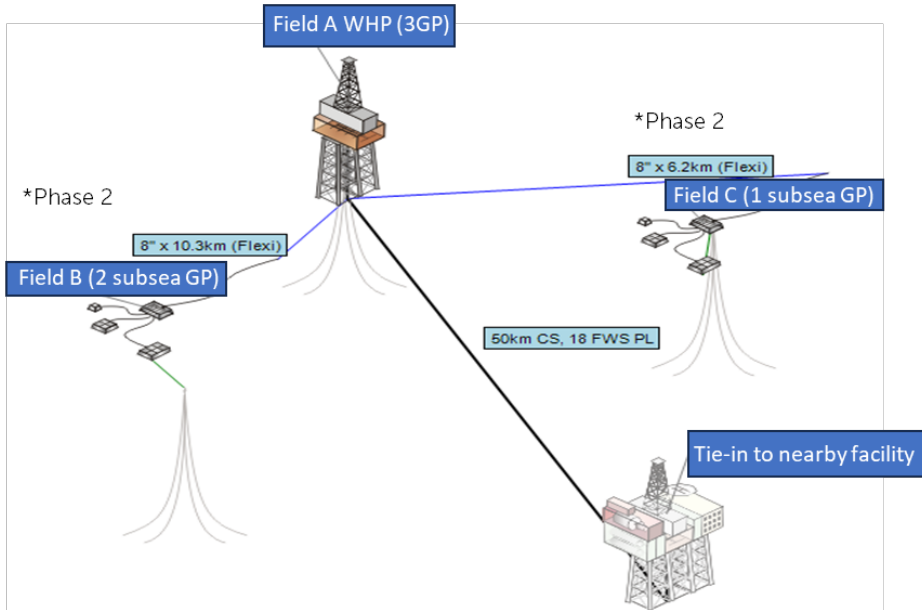 Field A WHP (3GP)
*Phase 2
8" x 6.2km (Flexi)
Field C (1 subsea GP)
*Phase 2
8" x 10.3km (Flexi)
Field B (2 subsea GP)
50km CS, 18 FWS PL
Tie-in to nearby facility